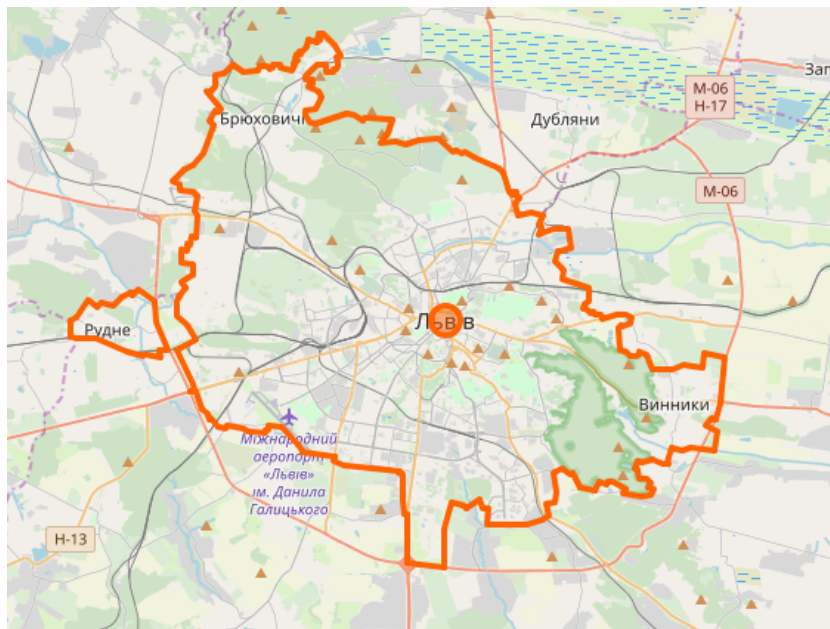 Зап
М-06
Н-17
Брюховичі
Дубляни
М-06
Львів
Рудне
Винники
Міжнародний
аеропорт
«Львів»
ім. Данила
Галицького
Н-13